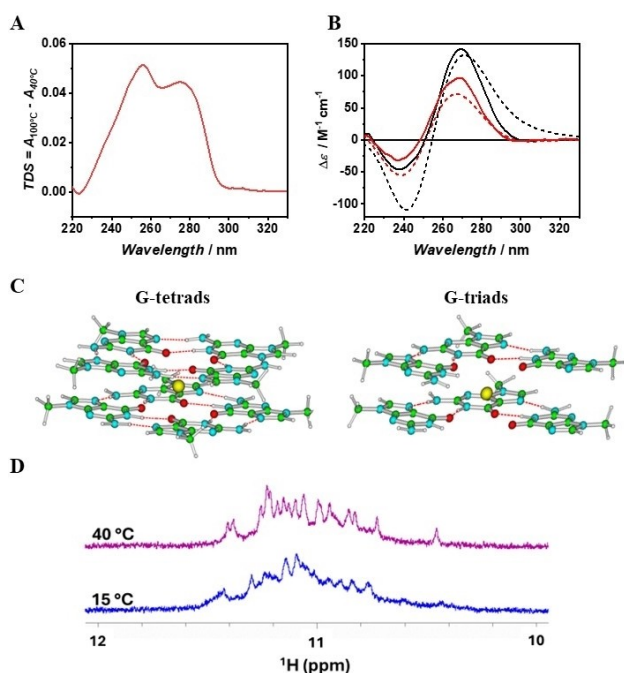 A
B
TDS = A100°C - A40°C
0.06
0.04
0.02
0.00
220 240 260 280 300 320
Wavelength / nm
Δε / M-1 cm-1
150
100
50
0
-50
-100
220 240 260 280 300 320
Wavelength / nm
C
G-tetrads
G-triads
D
40 °C
15 °C
12 11 10
1H (ppm)